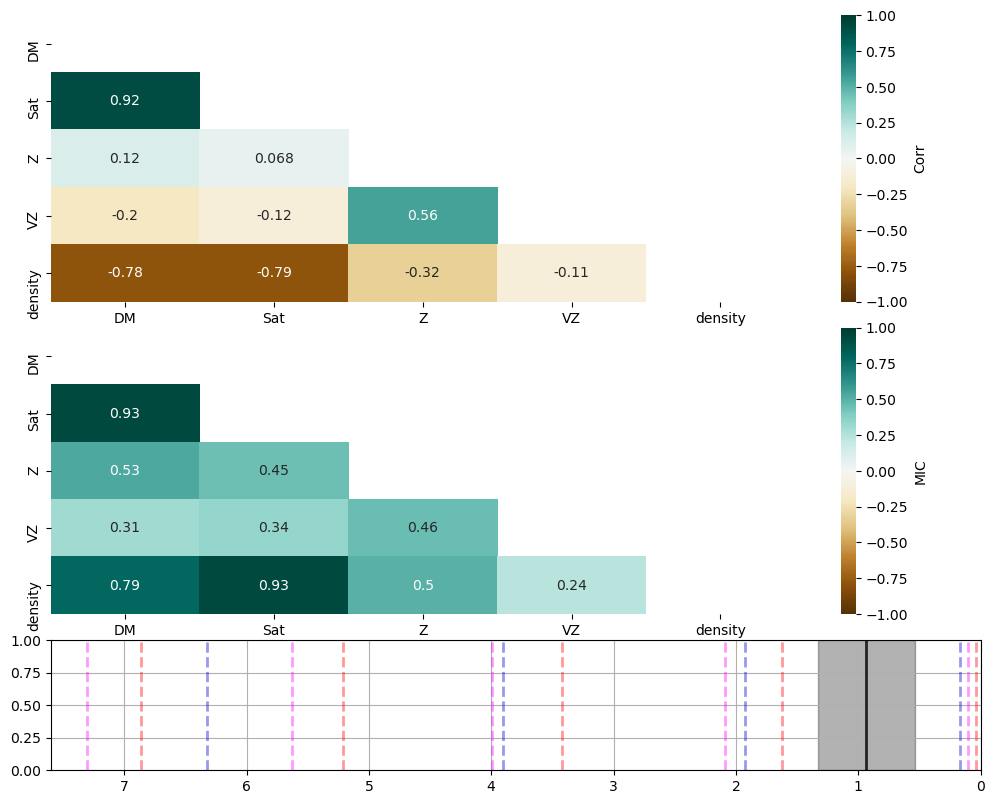 DM
Sat
Z
VZ
density
0.92
0.12 0.068
-0.2 -0.12 0.56
-0.78 -0.79 -0.32 -0.11
DM Sat Z VZ density
1.00
0.75
0.50
0.25
0.00
−0.25
−0.50
−0.75
−1.00
Corr
DM
Sat
Z
VZ
density
0.93
0.53 0.45
0.31 0.34 0.46
0.79 0.93 0.5 0.24
DM Sat Z VZ density
1.00
0.75
0.50
0.25
0.00
−0.25
−0.50
−0.75
−1.00
MIC
1.00
0.75
0.50
0.25
0.00
7 6 5 4 3 2 1 0